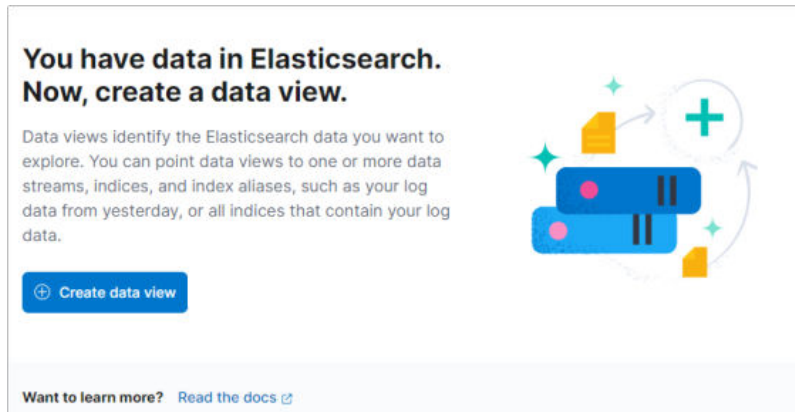 You have data in Elasticsearch.
Now, create a data view.
Data views identify the Elasticsearch data you want to
explore. You can point data views to one or more data
streams, indices, and index aliases, such as your log
data from yesterday, or all indices that contain your log
data.
Create data view
Want to learn more? Read the docs